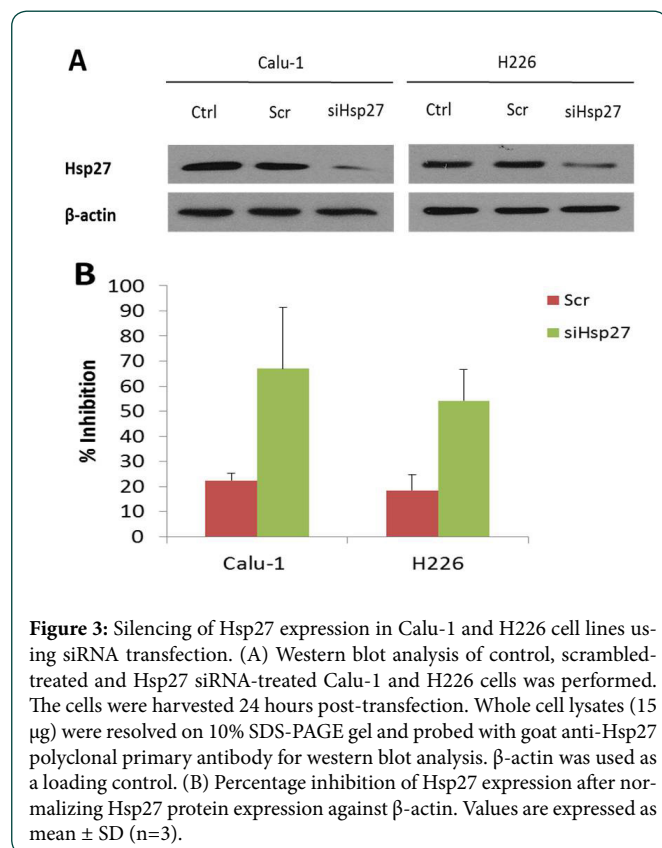 A
Calu-1 H226
Ctrl Scr siHsp27 Ctrl Scr siHsp27
Hsp27
β-actin
B
100
90
80
70
60
50
40
30
20
10
0
% Inhibition
Scr
siHsp27
Calu-1 H226
Figure 3: Silencing of Hsp27 expression in Calu-1 and H226 cell lines us-
ing siRNA transfection. (A) Western blot analysis of control, scrambled-
treated and Hsp27 siRNA-treated Calu-1 and H226 cells was performed.
The cells were harvested 24 hours post-transfection. Whole cell lysates (15
μg) were resolved on 10% SDS-PAGE gel and probed with goat anti-Hsp27
polyclonal primary antibody for western blot analysis. β-actin was used as
a loading control. (B) Percentage inhibition of Hsp27 expression after nor-
malizing Hsp27 protein expression against β-actin. Values are expressed as
mean ± SD (n=3).